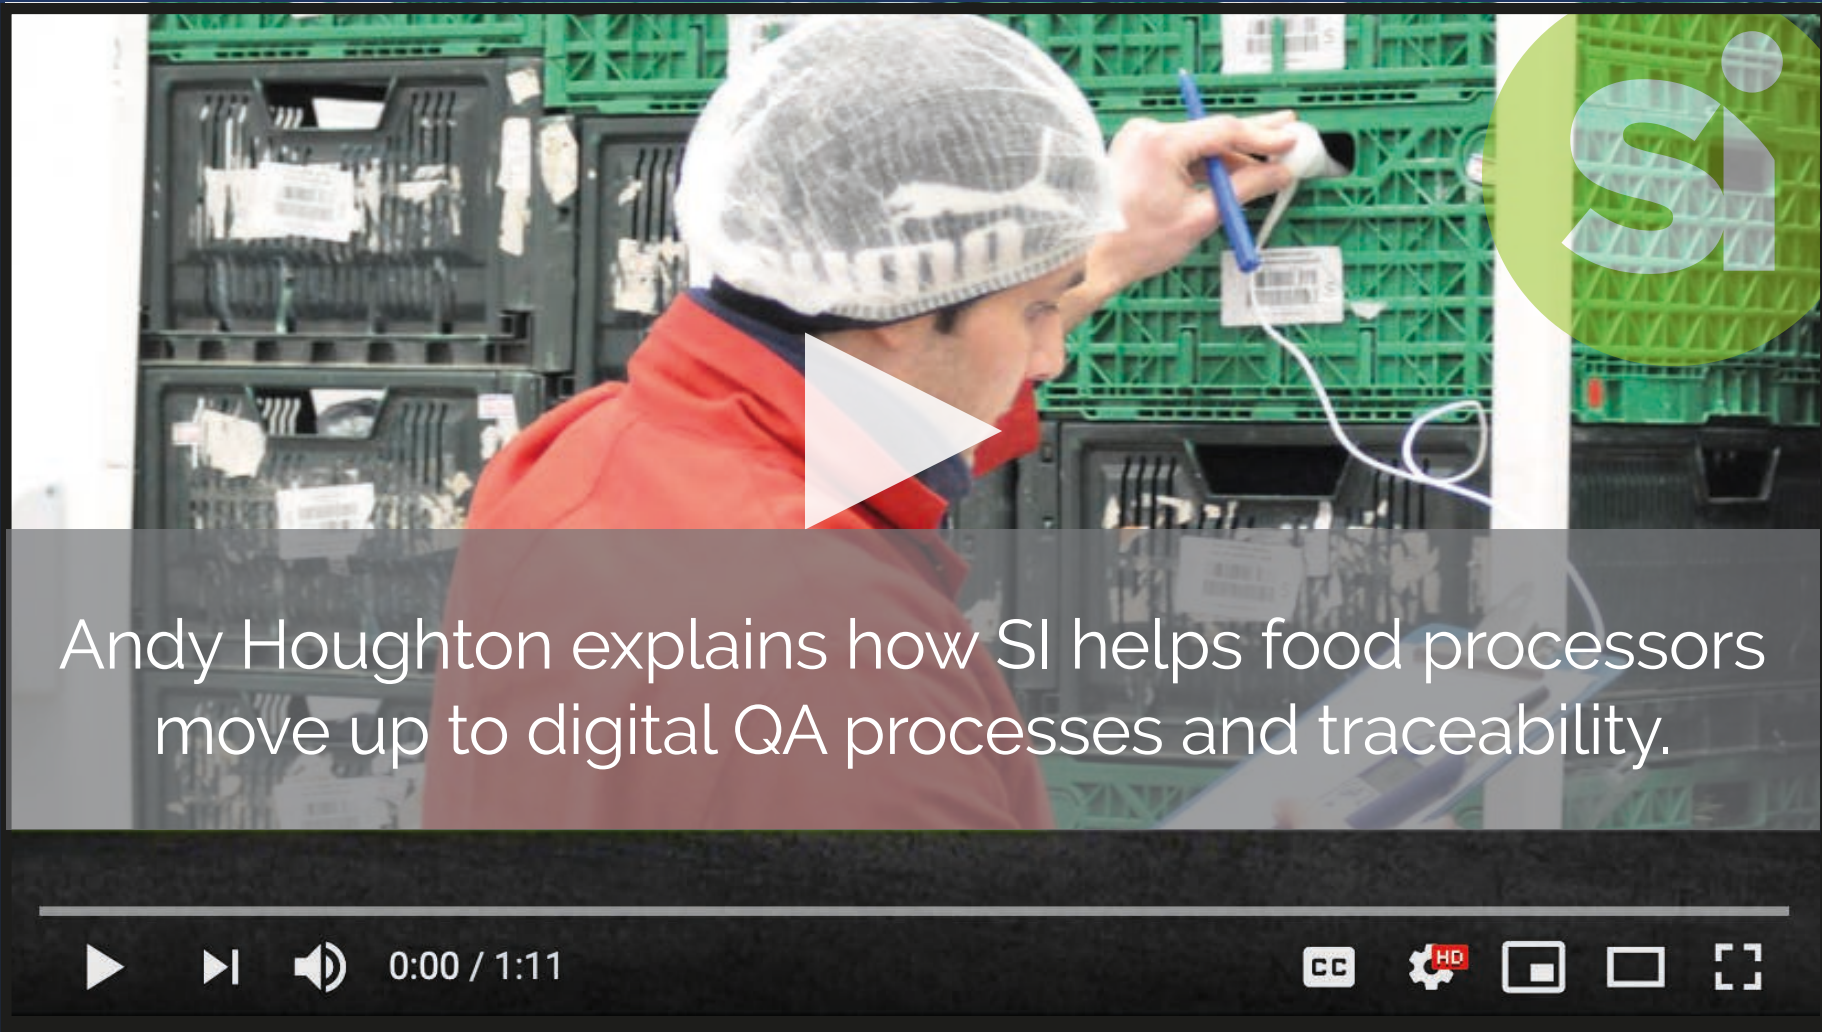 si
Andy Houghton explains how SI helps food processors
move up to digital QA processes and traceability.
0:00 / 1:11
CC
HD